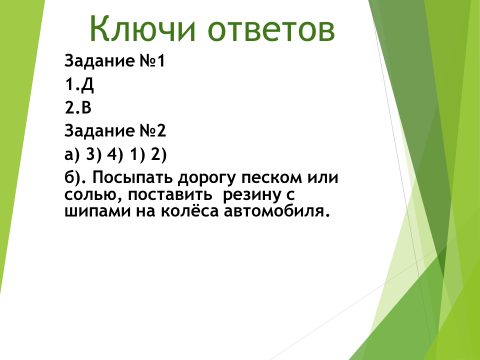 Ключи ответов
Задание №1
1.Д
2.В
Задание №2
а) 3) 4) 1) 2)
б). Посыпать дорогу песком или
солью, поставить  резину с
шипами на колёса автомобиля.